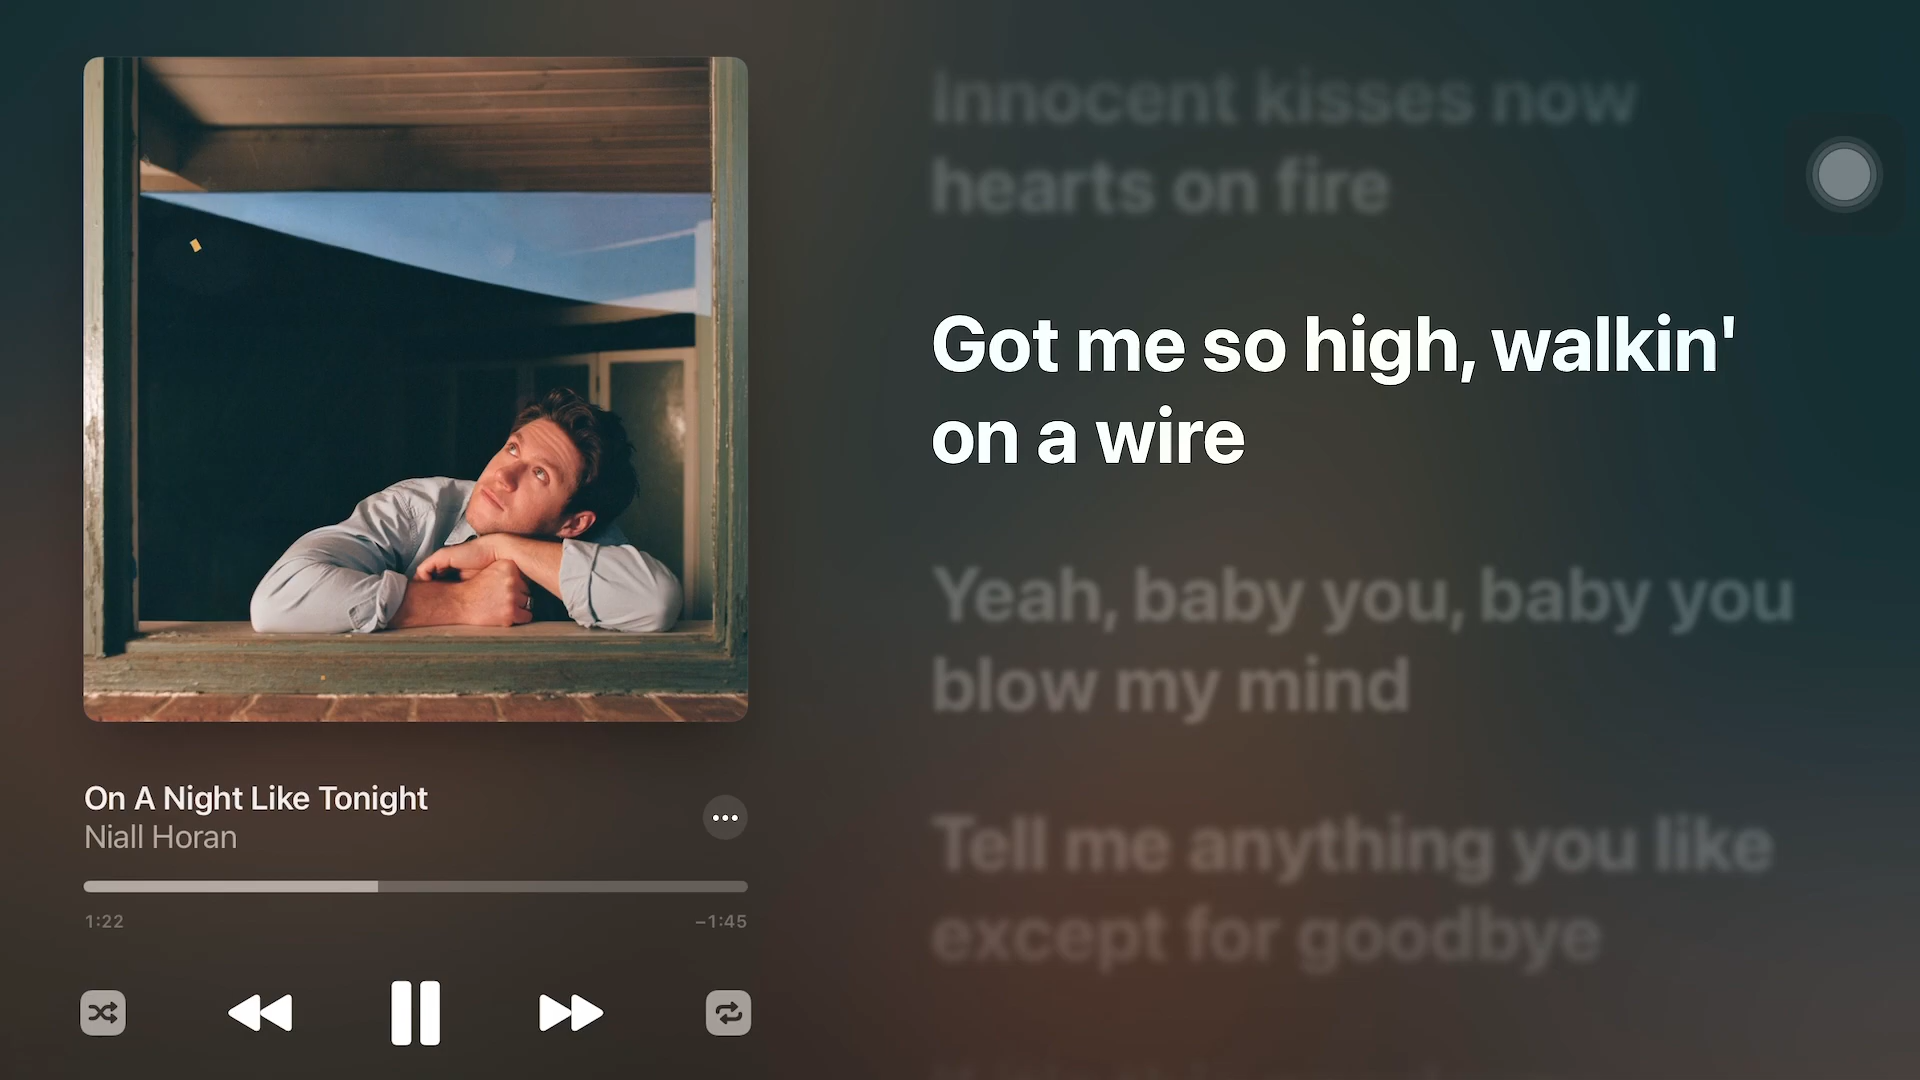 Innocent kisses now
hearts on fire
Got me so high, walkin'
on a wire
Yeah, baby you, baby you
blow my mind
Tell me anything you like
except for goodbye
On A Night Like Tonight
Niall Horan
1:22
−1:45